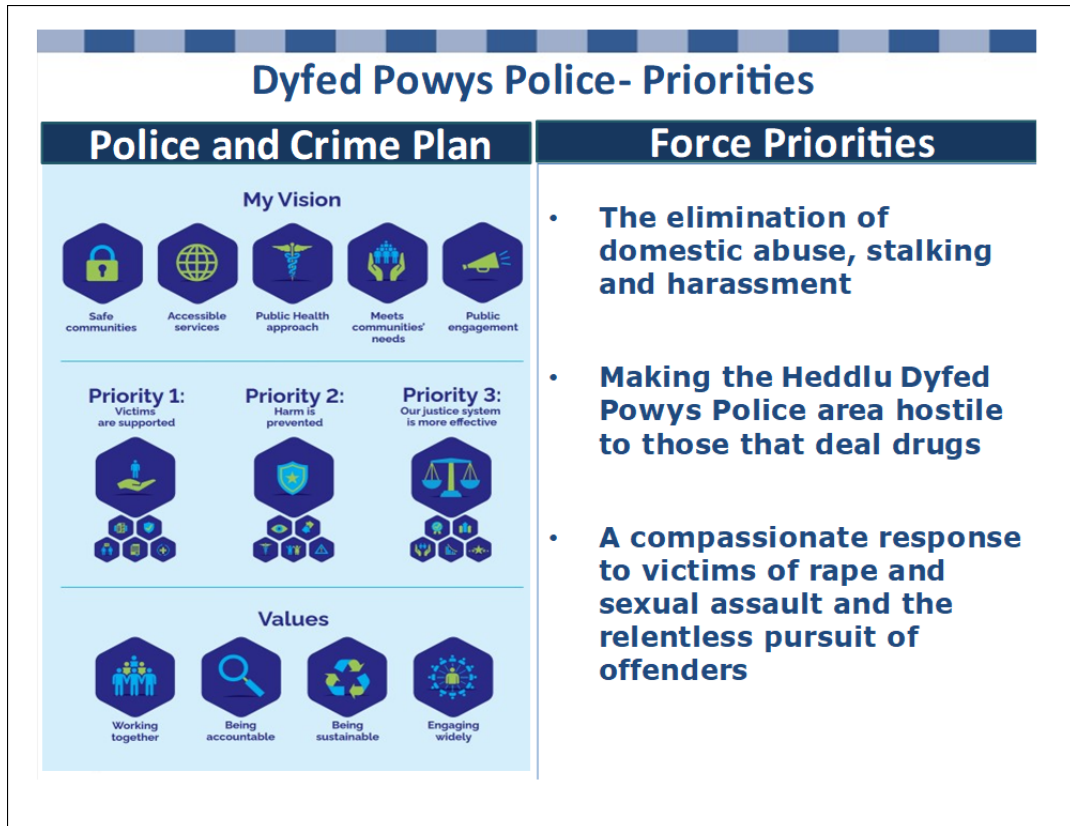 Dyfed Powys Police- Priorities
Police and Crime Plan
My Vision
Safe
communities
Accessible
services
Public Health
approach
Meets
communities'
needs
Public
engagement
Priority 1:
Victims
are supported
Priority 2:
Harm is
prevented
Priority 3:
Our justice system
is more effective
Values
Working
together
Being
accountable
Being
sustainable
Engaging
widely
Force Priorities
• The elimination of
domestic abuse, stalking
and harassment
• Making the Heddlu Dyfed
Powys Police area hostile
to those that deal drugs
• A compassionate response
to victims of rape and
sexual assault and the
relentless pursuit of
offenders